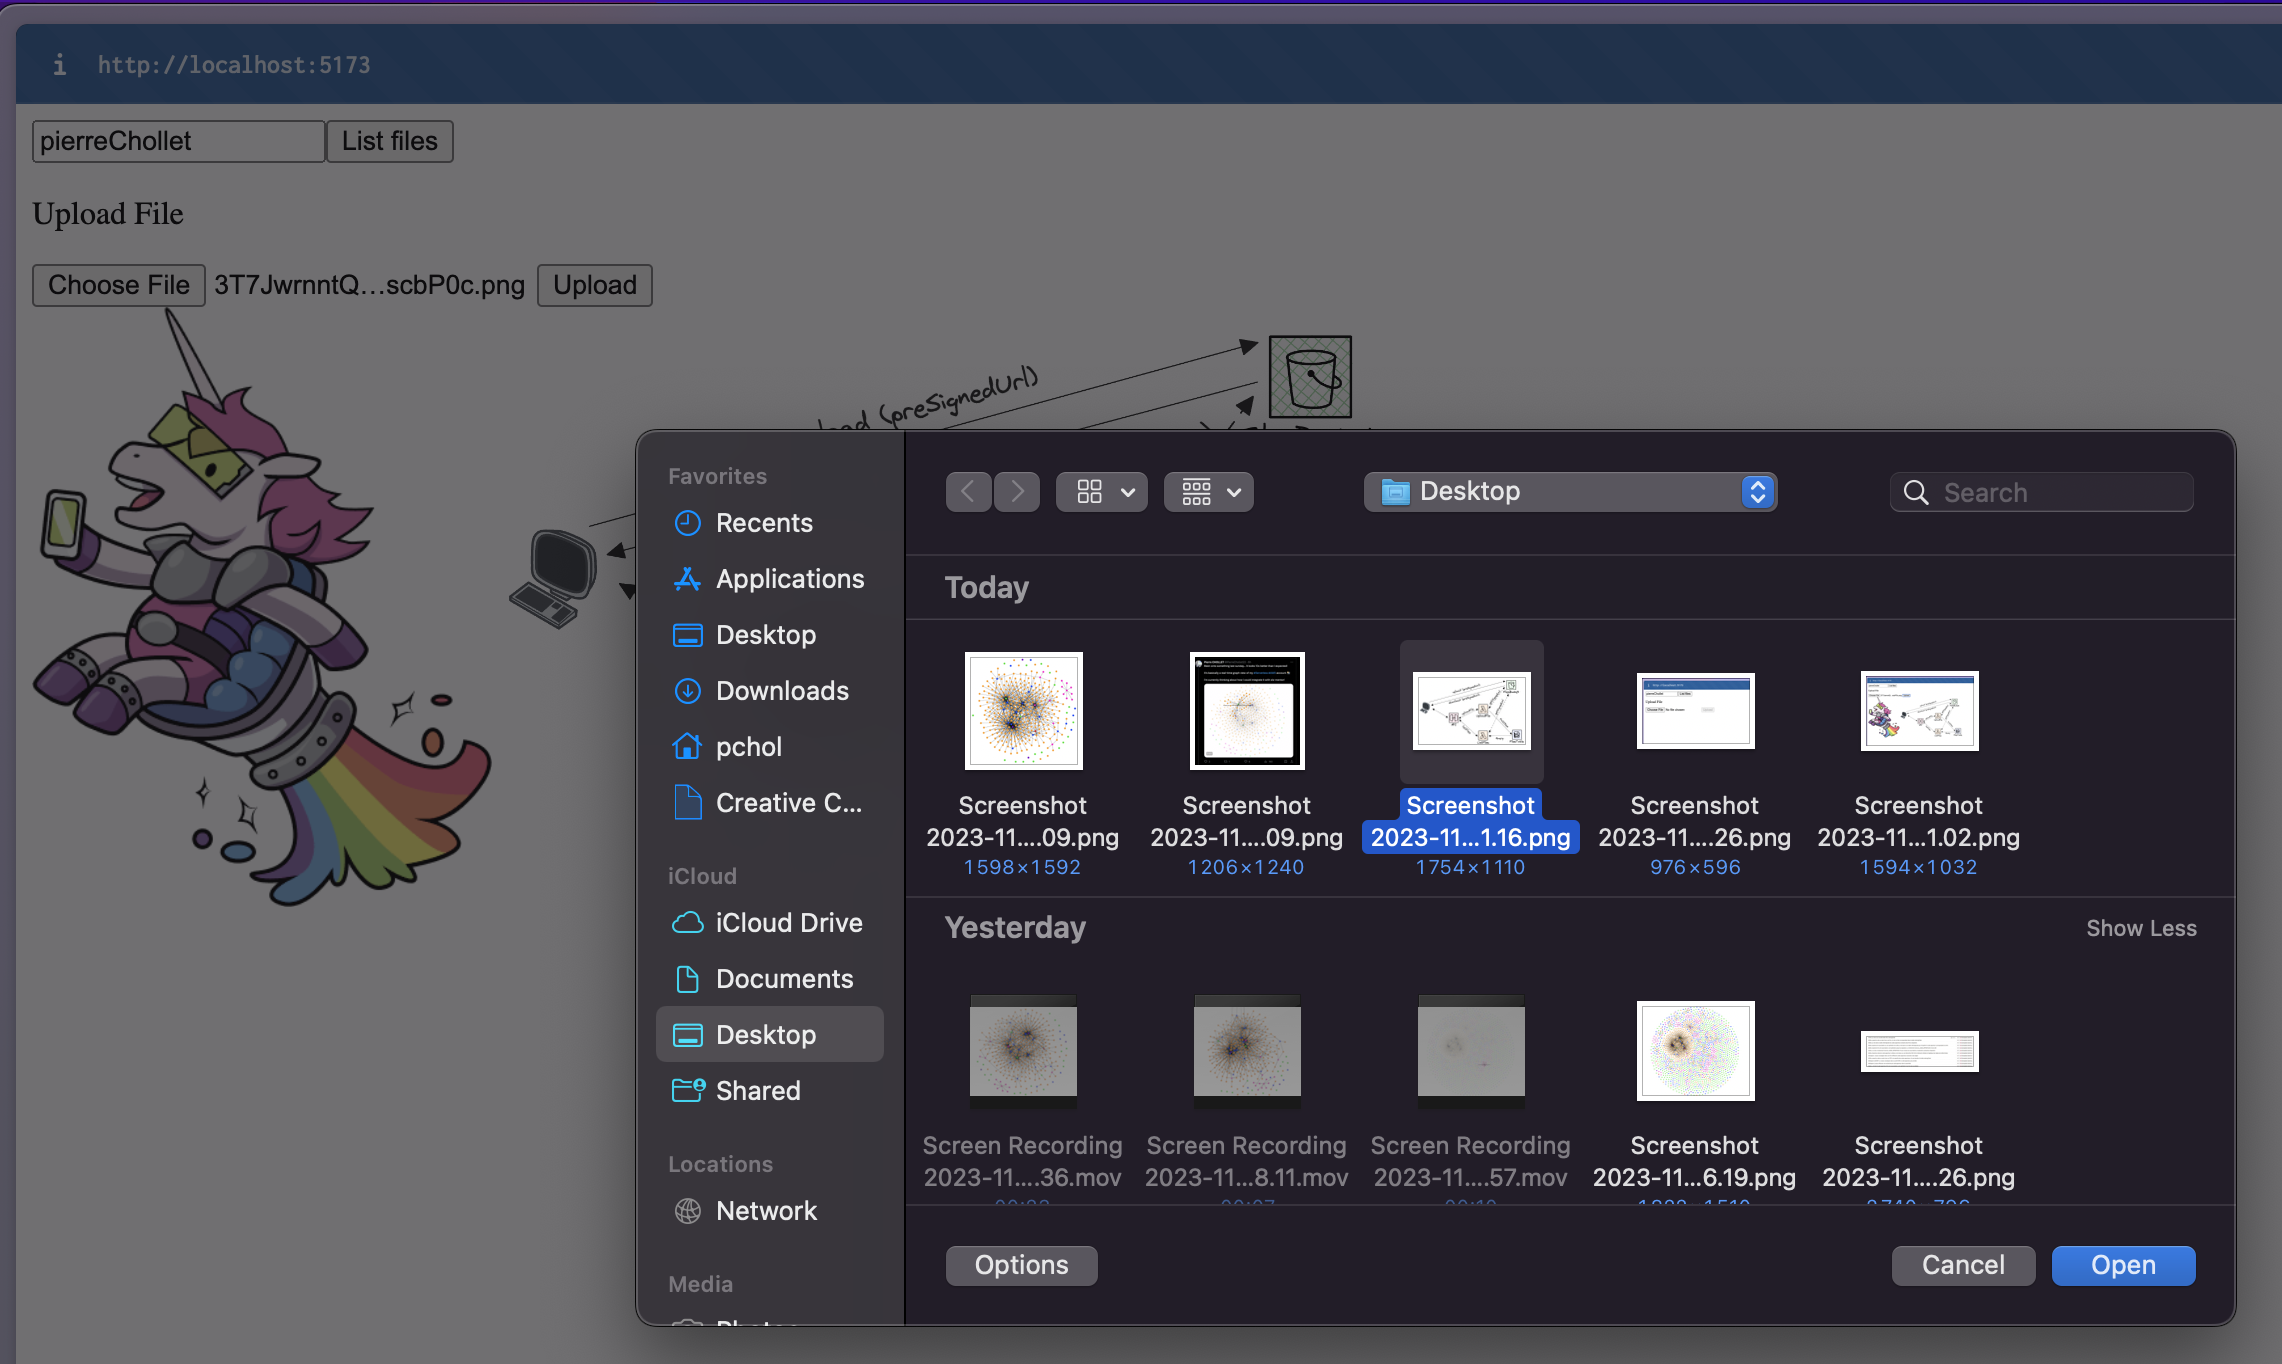 i http://localhost:5173
pierreChollet List files
Upload File
Choose File 3T7JwrnntQ...scbP0c.png Upload
(preSignedUrl)
Favorites
Recents
Applications
Desktop
Downloads
pchol
Creative C...
iCloud
iCloud Drive
Documents
Desktop
Shared
Locations
Network
Media
Photos
Desktop
Search
Today
Screenshot
2023-11....09.png
1598×1592
Screenshot
2023-11....09.png
1206×1240
Screenshot
2023-11...1.16.png
1754×1110
Screenshot
2023-11....26.png
976×596
Screenshot
2023-11...1.02.png
1594×1032
Yesterday
Show Less
Screen Recording
2023-11....36.mov
Screen Recording
2023-11...8.11.mov
Screen Recording
2023-11....57.mov
Screenshot
2023-11...6.19.png
Screenshot
2023-11....26.png
Options
Cancel
Open